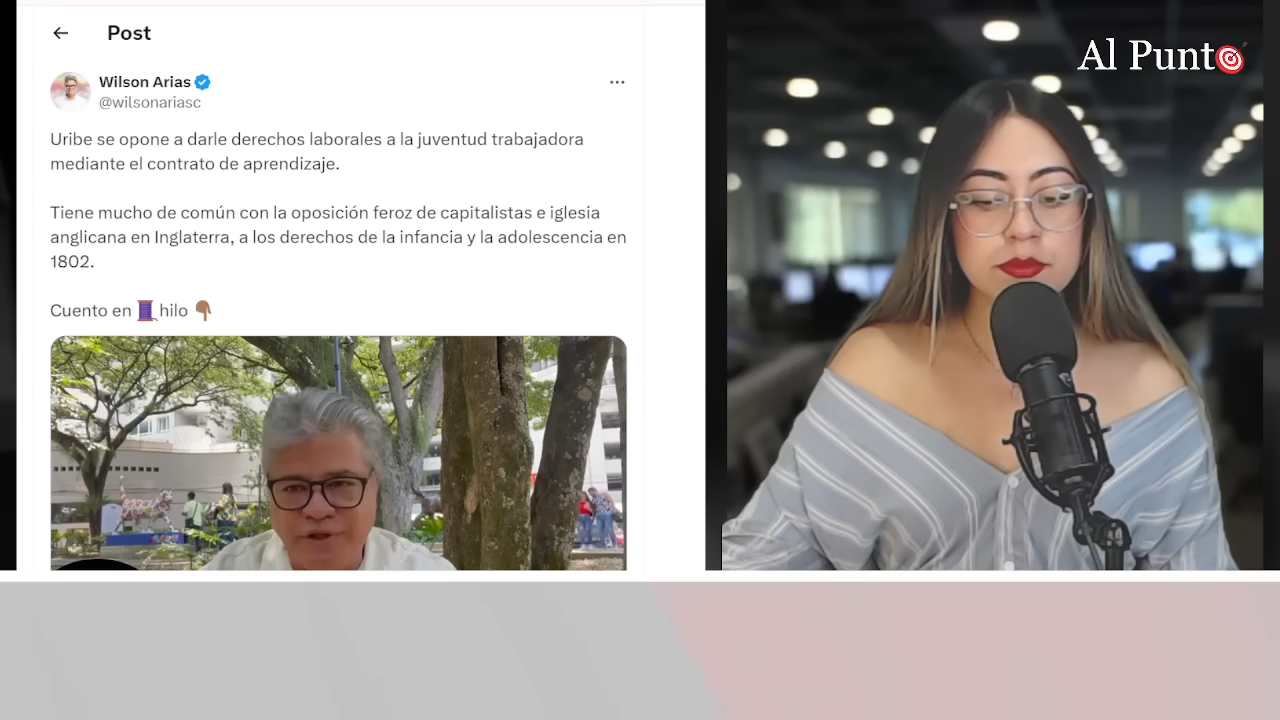 Post
Wilson Arias
@wilsonariasc
Uribe se opone a darle derechos laborales a la juventud trabajadora
mediante el contrato de aprendizaje.
Tiene mucho de común con la oposición feroz de capitalistas e iglesia
anglicana en Inglaterra, a los derechos de la infancia y la adolescencia en
1802.
Cuento en 🧵hilo 👇🏽
Al Punto